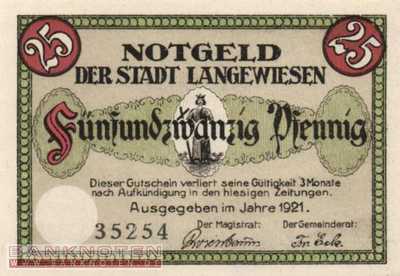 25 25
NOTGELD
DER STADT LANGEWIESEN
Fünfundzwanzig Pfennig
Dieser Gutschein verliert seine Gültigkeit 3 Monate
nach Aufkündigung in den hiesigen Zeitungen.
Ausgegeben im Jahre 1921.
35254
Der Magistrat: Der Gemeinderat:
BANKNOTEN